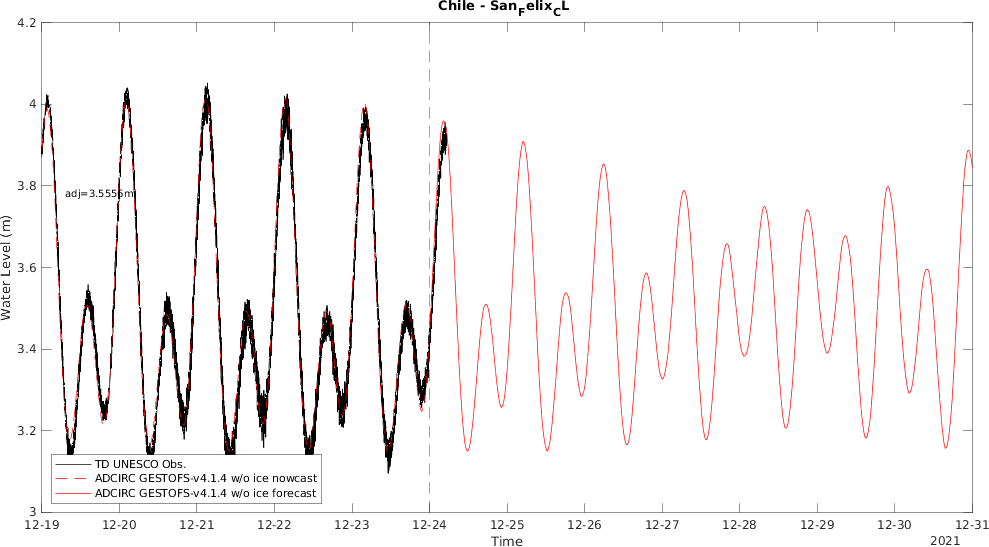 Chile - San_Felix_CL
4.2
4
3.8
3.6
3.4
3.2
3
Water Level (m)
adj=3.5556m
TD UNESCO Obs.
ADCIRC GESTOFS-v4.1.4 w/o ice nowcast
ADCIRC GESTOFS-v4.1.4 w/o ice forecast
12-19 12-20 12-21 12-22 12-23 12-24 12-25 12-26 12-27 12-28 12-29 12-30 12-31
Time
2021